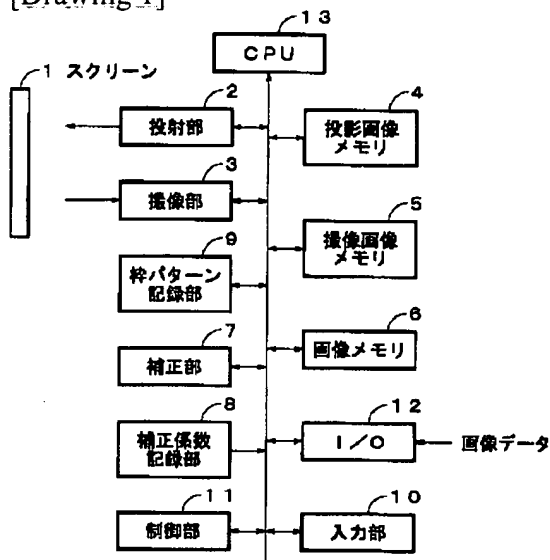 [Drawing 1]
13
CPU
1 スクリーン
2
投射部
4
投影画像
メモリ
3
撮像部
5
撮像画像
メモリ
9
枠パターン
記録部
6
画像メモリ
7
補正部
8
補正係数
記録部
12
I/O
画像データ
11
制御部
10
入力部